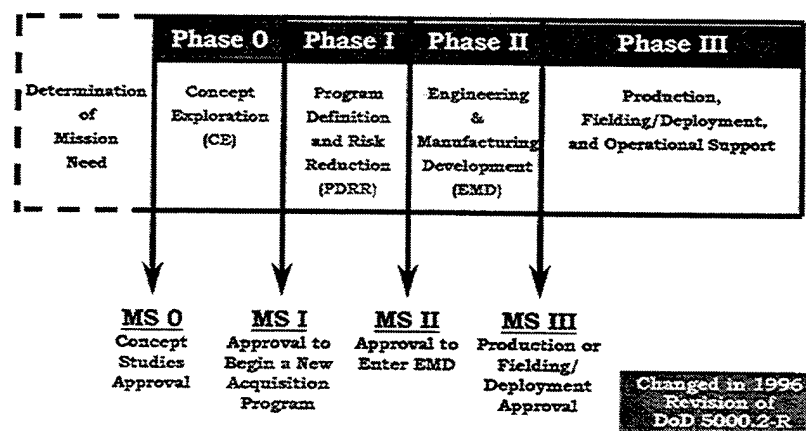 Phase 0
Phase I
Phase II
Phase III
Determination
of
Mission
Need
Concept
Exploration
(CE)
Program
Definition
and Risk
Reduction
(PDRR)
Engineering
&
Manufacturing
Development
(EMD)
Production,
Fielding/Deployment,
and Operational Support
MS 0
Concept
Studies
Approval
MS I
Approval to
Begin a New
Acquisition
Program
MS II
Approval to
Enter EMD
MS III
Production or
Fielding/
Deployment
Approval
Changed in 1996
Revision of
DoD 5000.2-R